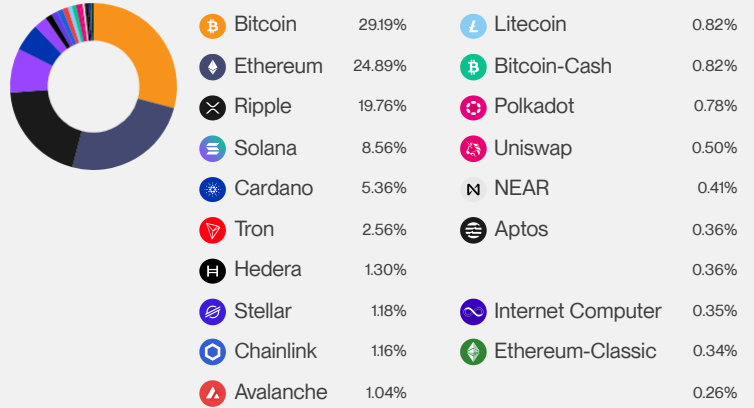 Bitcoin 29.19%
Ethereum 24.89%
Ripple 19.76%
Solana 8.56%
Cardano 5.36%
Tron 2.56%
Hedera 1.30%
Stellar 1.18%
Chainlink 1.16%
Avalanche 1.04%
Litecoin 0.82%
Bitcoin-Cash 0.82%
Polkadot 0.78%
Uniswap 0.50%
NEAR 0.41%
Aptos 0.36%
0.36%
Internet Computer 0.35%
Ethereum-Classic 0.34%
0.26%